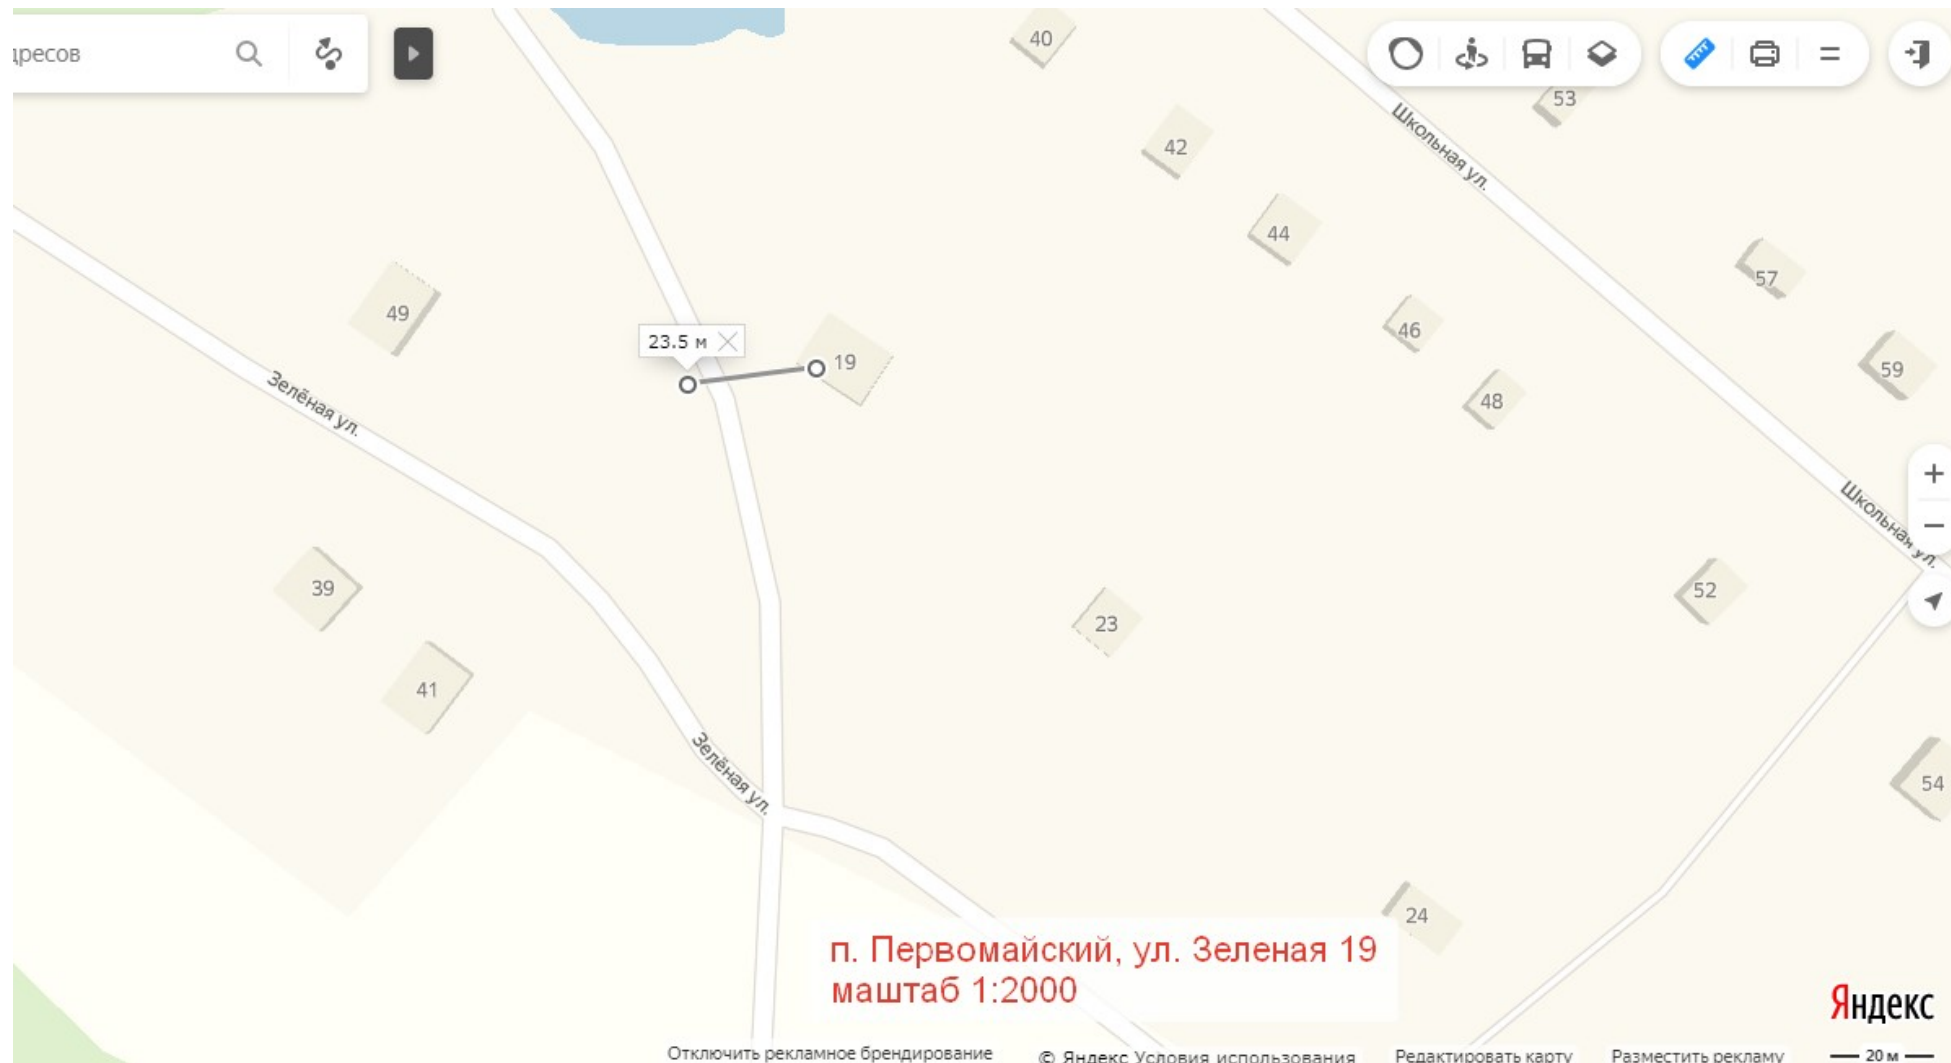 дресов
40
53
42
Школьная ул.
44
57
49
46
23.5 м
19
59
48
Зелёная ул.
Школьная ул.
39
23
52
41
Зелёная ул.
54
24
п. Первомайский, ул. Зеленая 19
маштаб 1:2000
Яндекс
Отключить рекламное брендирование
© Яндекс Условия использования
Редактировать карту
Разместить рекламу
20 м